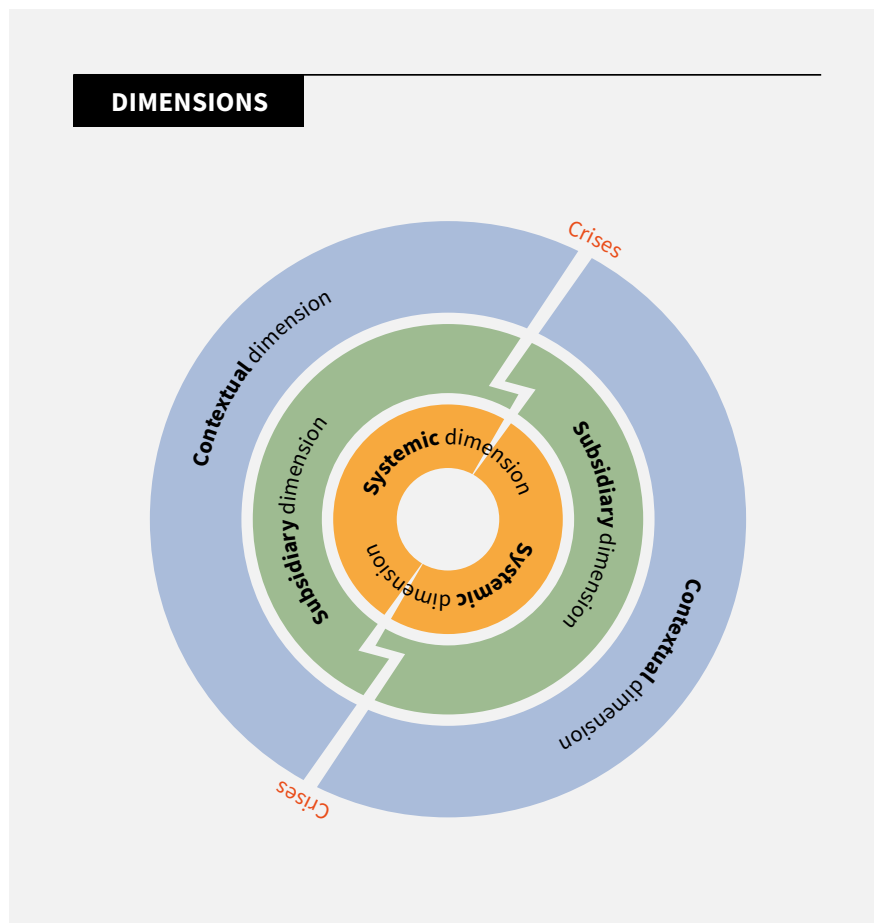 DIMENSIONS
Crises
Contextual dimension
Subsidiary dimension
Systemic dimension
Subsidiary dimension
Systemic dimension
Contextual dimension
Crises